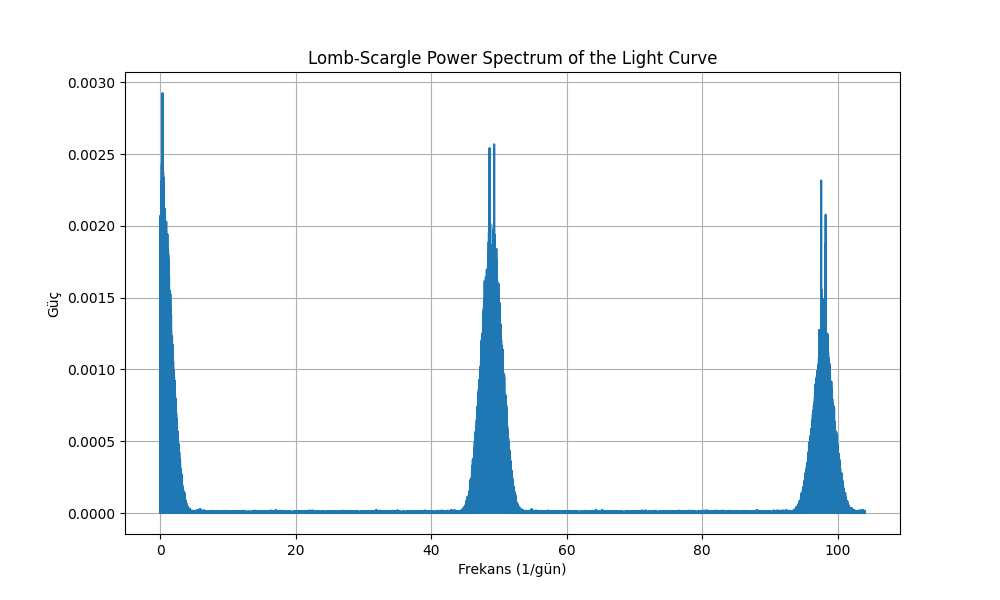 Lomb-Scargle Power Spectrum of the Light Curve
0.0030
0.0025
0.0020
0.0015
0.0010
0.0005
0.0000
Güç
0 20 40 60 80 100
Frekans (1/gün)